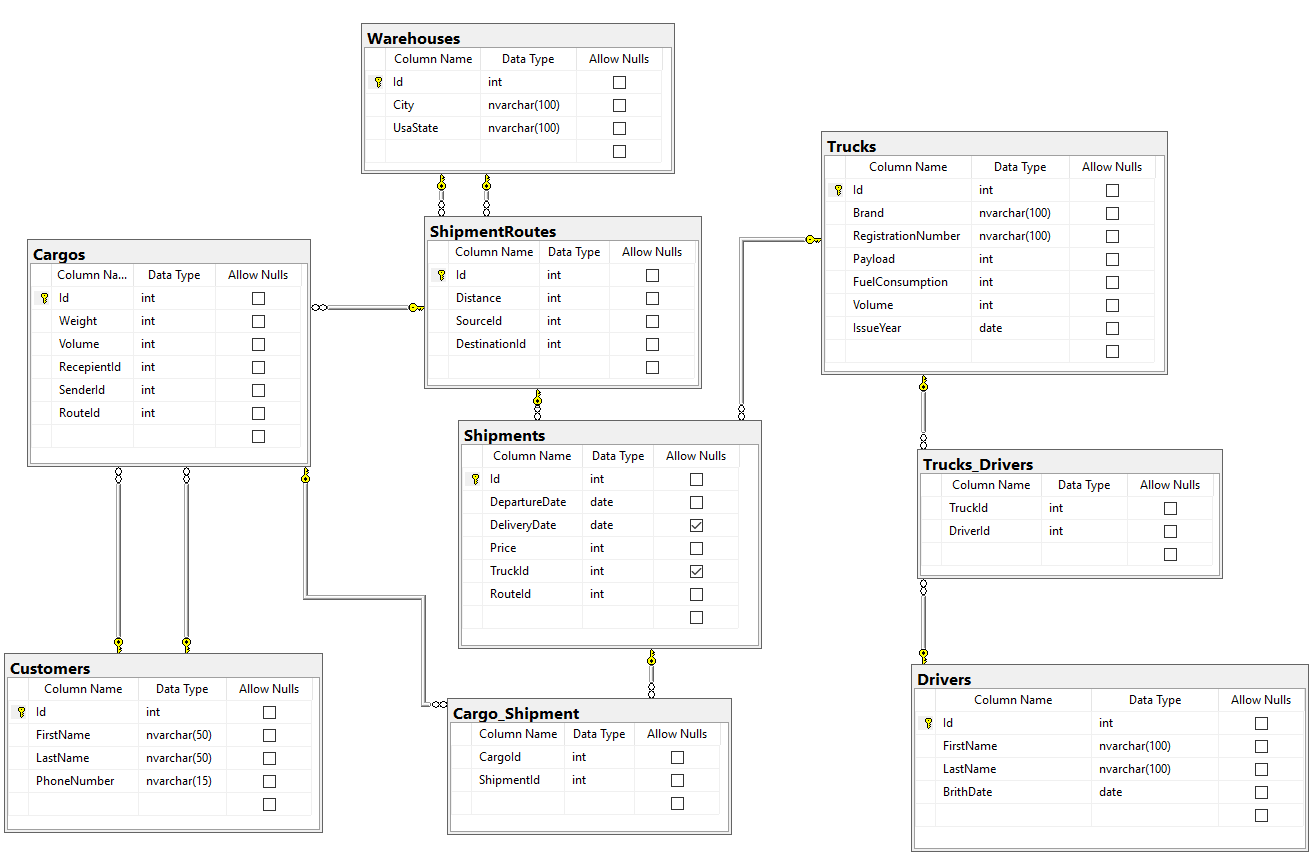 Warehouses
Column Name Data Type Allow Nulls
Id int
City nvarchar(100)
UsaState nvarchar(100)
Trucks
Column Name Data Type Allow Nulls
Id int
Brand nvarchar(100)
RegistrationNumber nvarchar(100)
Payload int
FuelConsumption int
Volume int
IssueYear date
ShipmentRoutes
Column Name Data Type Allow Nulls
Id int
Distance int
SourceId int
DestinationId int
Cargos
Column Na... Data Type Allow Nulls
Id int
Weight int
Volume int
RecepientId int
SenderId int
RouteId int
Shipments
Column Name Data Type Allow Nulls
Id int
DepartureDate date
DeliveryDate date
Price int
TruckId int
RouteId int
Trucks_Drivers
Column Name Data Type Allow Nulls
TruckId int
DriverId int
Customers
Column Name Data Type Allow Nulls
Id int
FirstName nvarchar(50)
LastName nvarchar(50)
PhoneNumber nvarchar(15)
Cargo_Shipment
Column Name Data Type Allow Nulls
CargoId int
ShipmentId int
Drivers
Column Name Data Type Allow Nulls
Id int
FirstName nvarchar(100)
LastName nvarchar(100)
BrithDate date